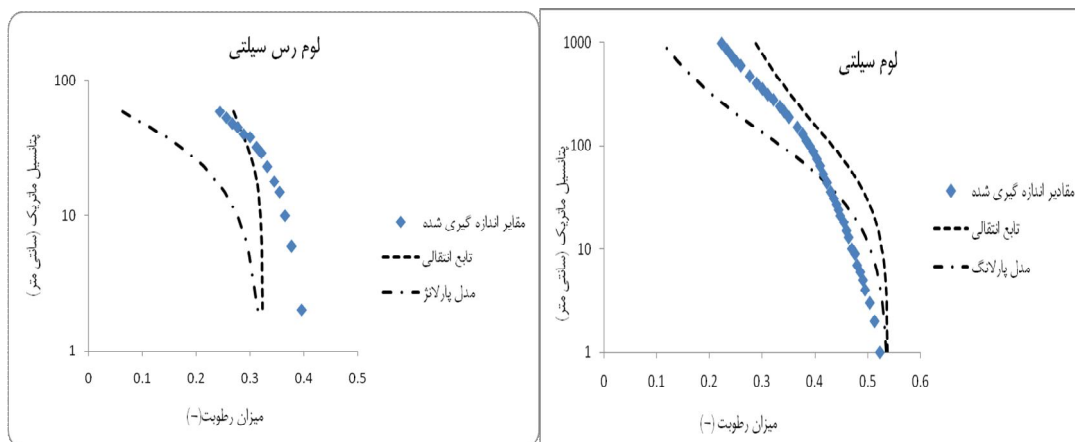 لوم رس سیلتی
پتانسیل ماتریک (سانتی متر)
100
10
1
0
0.1
0.2
0.3
0.4
0.5
میزان رطوبت(-)
مقایر اندازه گیری شده
تابع انتقالی
مدل پارلانژ
لوم سیلتی
پتانسیل ماتریک (سانتی متر)
1000
100
10
1
0
0.1
0.2
0.3
0.4
0.5
0.6
میزان رطوبت(-)
مقادیر اندازه گیری شده
تابع انتقالی
مدل پارلانگ